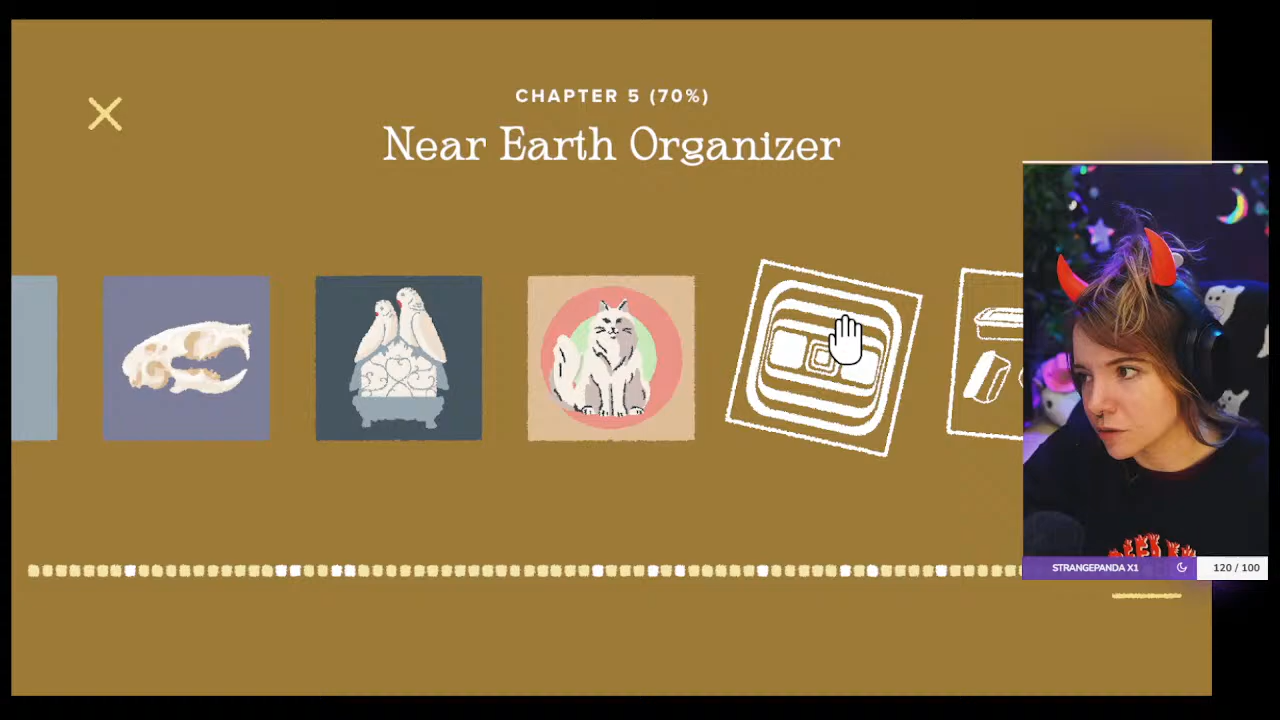 CHAPTER 5 (70%)
Near Earth Organizer
STRANGEPANDA X1
120 / 100